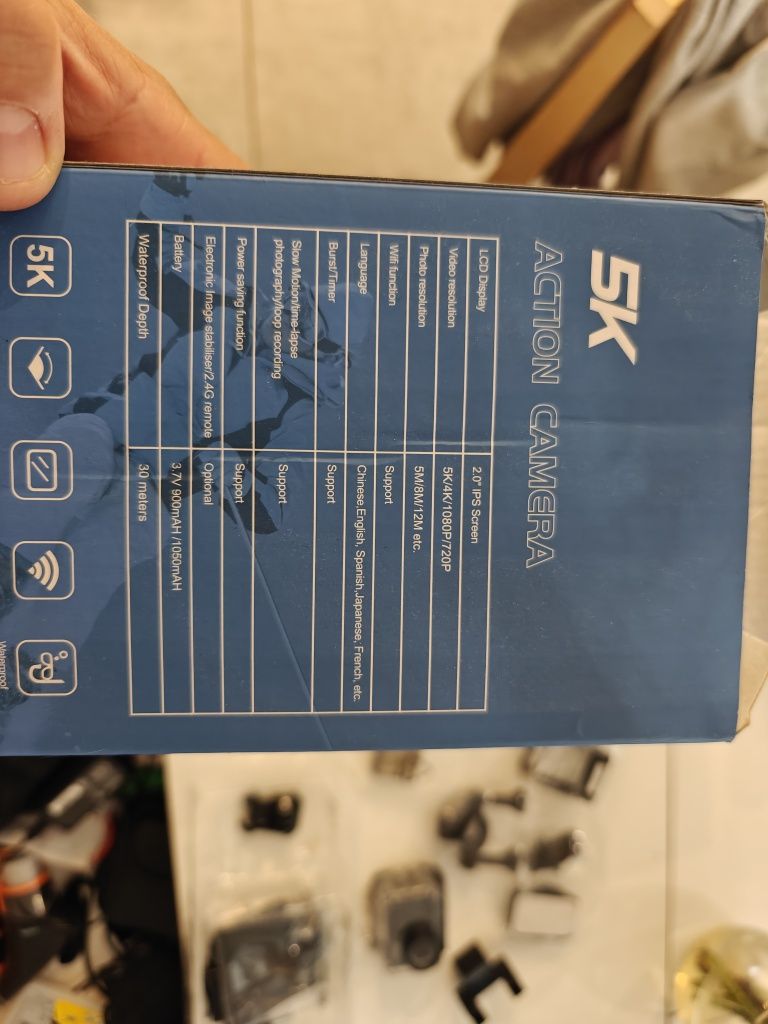 5K
ACTION CAMERA
LCD Display 2.0" IPS Screen
Video resolution 5K/4K/1080P/720P
Photo resolution 5M/8M/12M etc.
Wifi function Support
Language Chinese,English, Spanish,Japanese, French, etc.
Burst/Timer Support
Slow Motion/time-lapse
photography/loop recording Support
Power saving function Support
Electronic Image stabiliser/2.4G remote Optional
Battery 3.7V 900mAH /1050mAH
Waterproof Depth 30 meters
5K
Waterproof